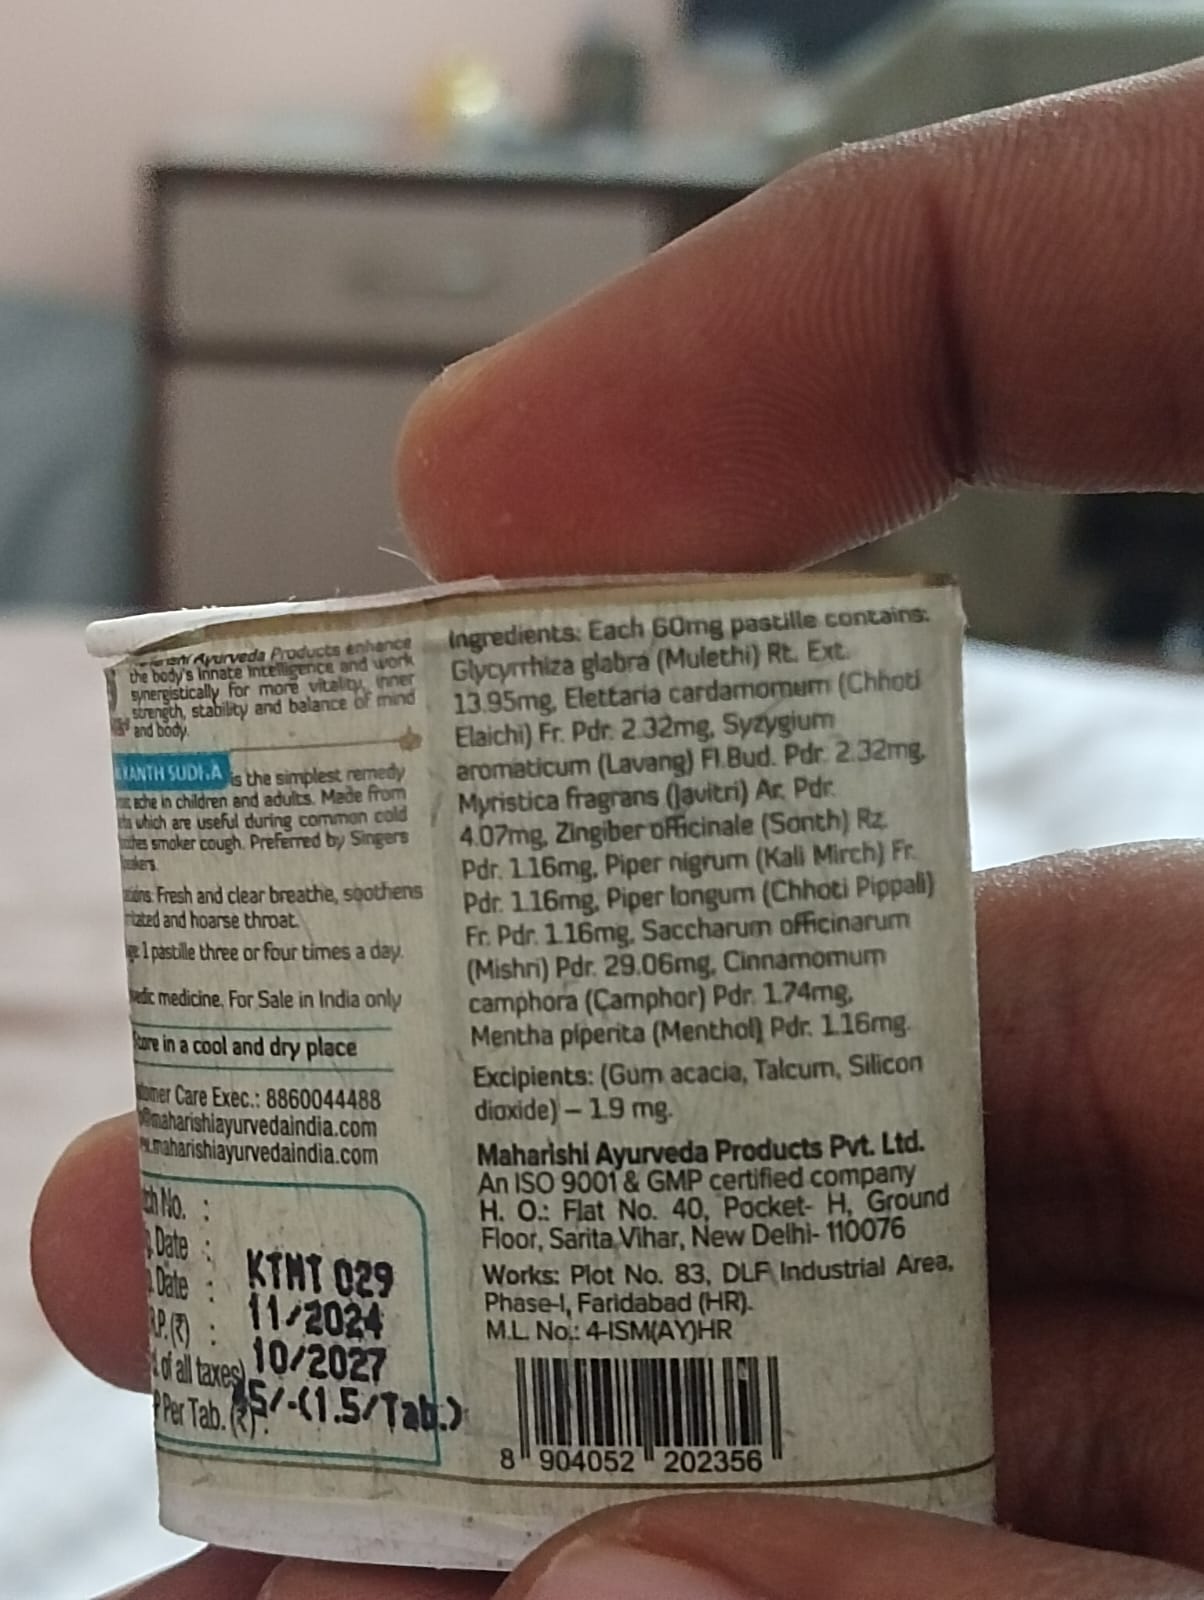 Ayurveda Products enhance
the body's innate intelligence and work
synergistically for more vitality, inner
strength, stability and balance of mind
and body.
KANTH SUDHA is the simplest remedy
ache in children and adults. Made from
which are useful during common cold
smoker cough. Preferred by Singers
Fresh and clear breathe, soothens
and hoarse throat.
1 pastille three or four times a day.
medicine. For Sale in India only
Store in a cool and dry place
Customer Care Exec.: 8860044488
maharishiayurvedaindia.com
maharishiayurvedaindia.com
No. :
Date :
Date :
(₹) :
of all taxes)
Per Tab. (₹) :
KTMT 029
11/2024
10/2027
5/-(1.5/Tab.)
Ingredients: Each 60mg pastille contains:
Glycyrrhiza glabra (Mulethi) Rt. Ext.
13.95mg, Elettaria cardamomum (Chhoti
Elaichi) Fr. Pdr. 2.32mg, Syzygium
aromaticum (Lavang) Fl.Bud. Pdr. 2.32mg,
Myristica fragrans (Javitri) Ar. Pdr.
4.07mg, Zingiber officinale (Sonth) Rz.
Pdr. 1.16mg, Piper nigrum (Kali Mirch) Fr.
Pdr. 1.16mg, Piper longum (Chhoti Pippali)
Fr. Pdr. 1.16mg, Saccharum officinarum
(Mishri) Pdr. 29.06mg, Cinnamomum
camphora (Camphor) Pdr. 1.74mg,
Mentha piperita (Menthol) Pdr. 1.16mg.
Excipients: (Gum acacia, Talcum, Silicon
dioxide) – 1.9 mg.
Maharishi Ayurveda Products Pvt. Ltd.
An ISO 9001 & GMP certified company
H. O.: Flat No. 40, Pocket- H, Ground
Floor, Sarita Vihar, New Delhi- 110076
Works: Plot No. 83, DLF Industrial Area,
Phase-I, Faridabad (HR).
M.L. No.: 4-ISM(AY)HR
8 904052 202356